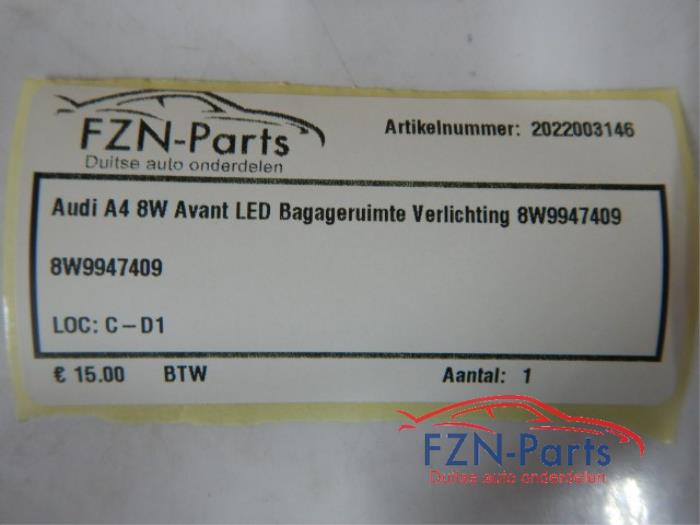 FZN-Parts
Duitse auto onderdelen
Artikelnummer: 2022003146
Audi A4 8W Avant LED Bagageruimte Verlichting 8W9947409
8W9947409
LOC: C-D1
€ 15.00 BTW Aantal: 1
FZN-Parts
Duitse auto onderdelen